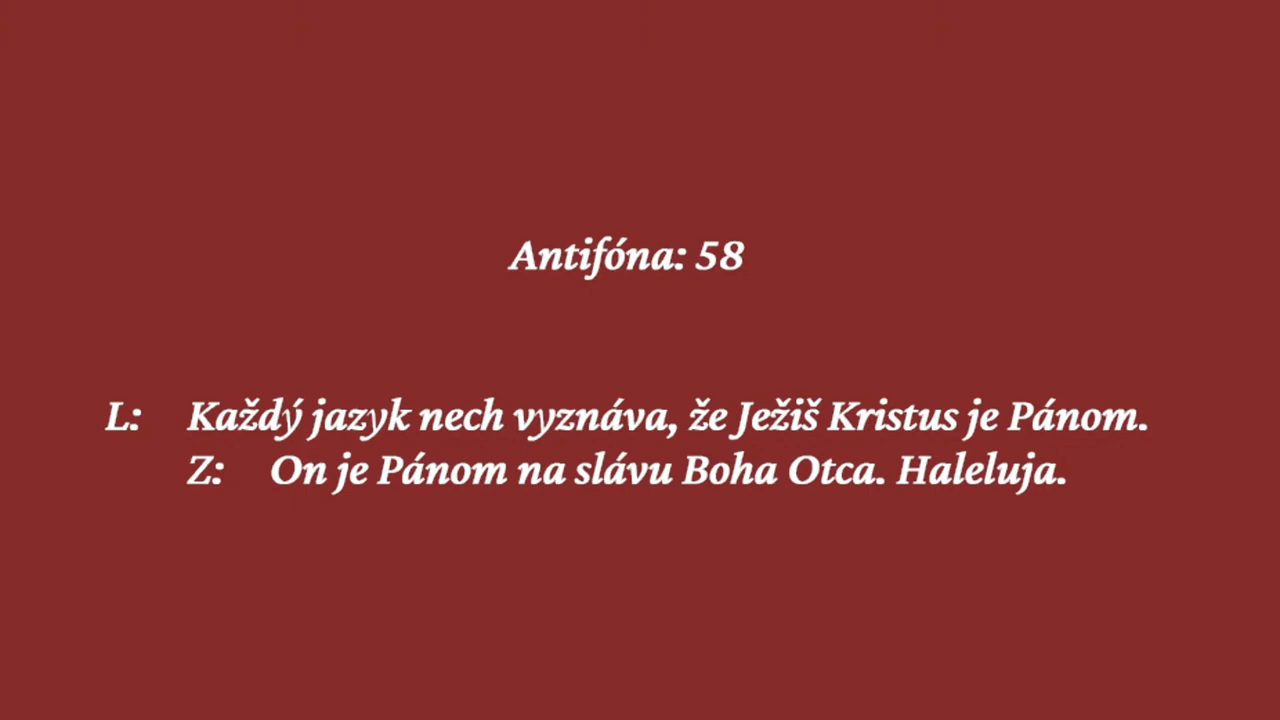 Antifóna: 58
L: Každý jazyk nech vyznáva, že Ježiš Kristus je Pánom.
Z: On je Pánom na slávu Boha Otca. Haleluja.